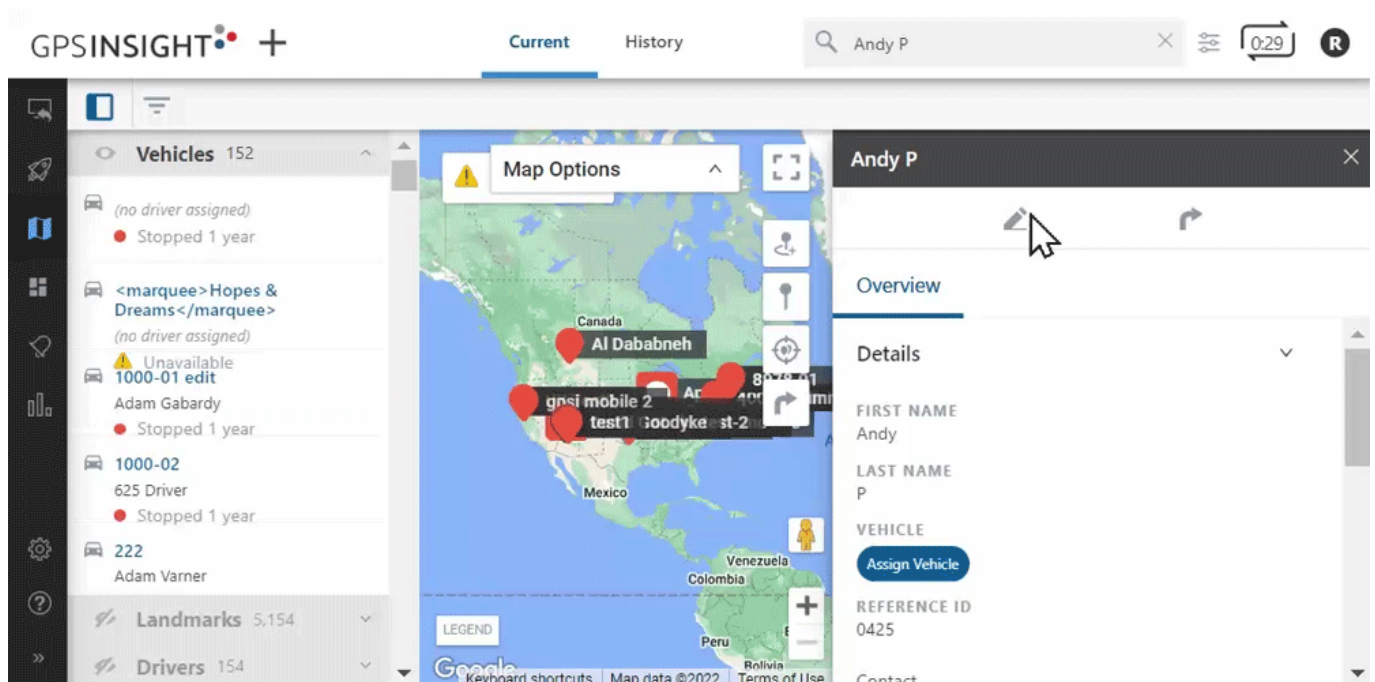 GPSINSIGHT
Current
History
Andy P
0:29
R
Vehicles 152
(no driver assigned)
Stopped 1 year
<marquee>Hopes &
Dreams</marquee>
(no driver assigned)
Unavailable
1000-01 edit
Adam Gabardy
Stopped 1 year
1000-02
625 Driver
Stopped 1 year
222
Adam Varner
Landmarks 5,154
Drivers 154
Map Options
Canada
Al Dababneh
gpsi mobile 2
test1
Goodyke
st-2
Mexico
Venezuela
Colombia
Peru
Bolivia
LEGEND
Google
Keyboard shortcuts
Map data ©2022
Terms of Use
Andy P
Overview
Details
FIRST NAME
Andy
LAST NAME
P
VEHICLE
Assign Vehicle
REFERENCE ID
0425
Contact